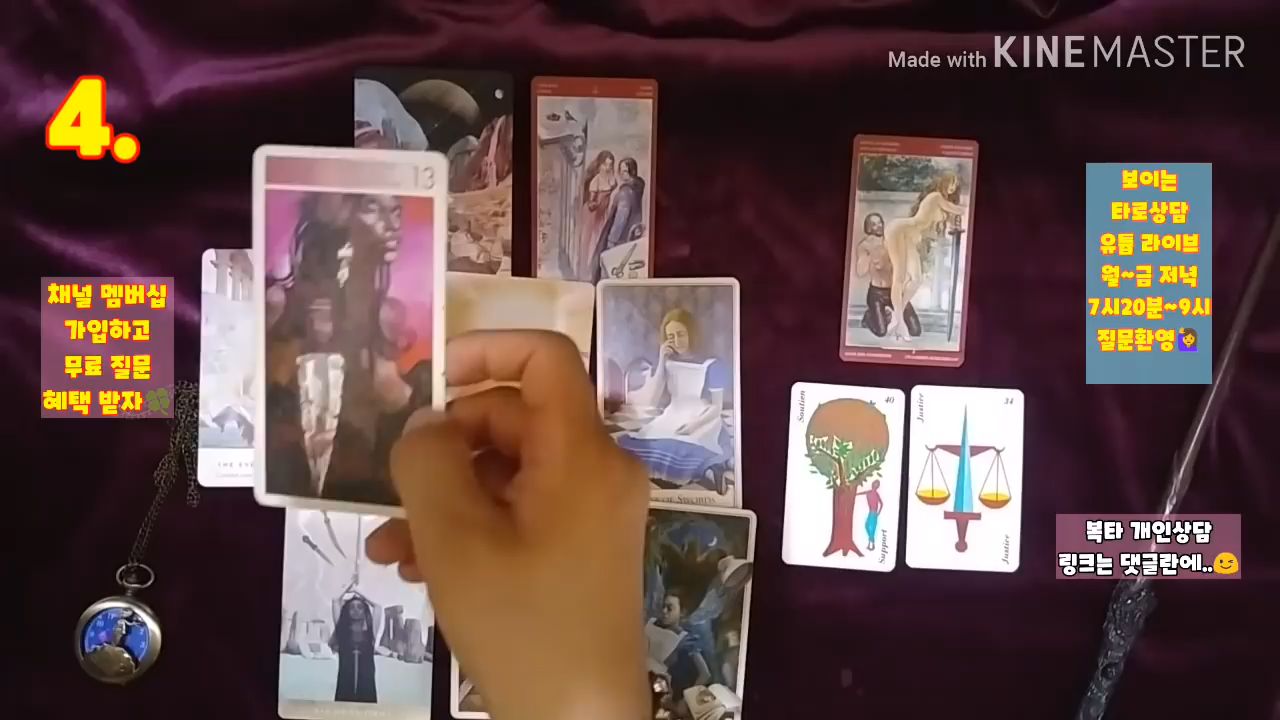 Made with KINEMASTER
4.
13
보이는
타로상담
유튭 라이브
월~금 저녁
7시20분~9시
질문환영🙋‍♀️
채널 멤버십
가입하고
무료 질문
혜택 받자🍀
Soutien
40
Support
Justice
34
Justice
OF SWORDS
복타 개인상담
링크는 댓글란에..😉